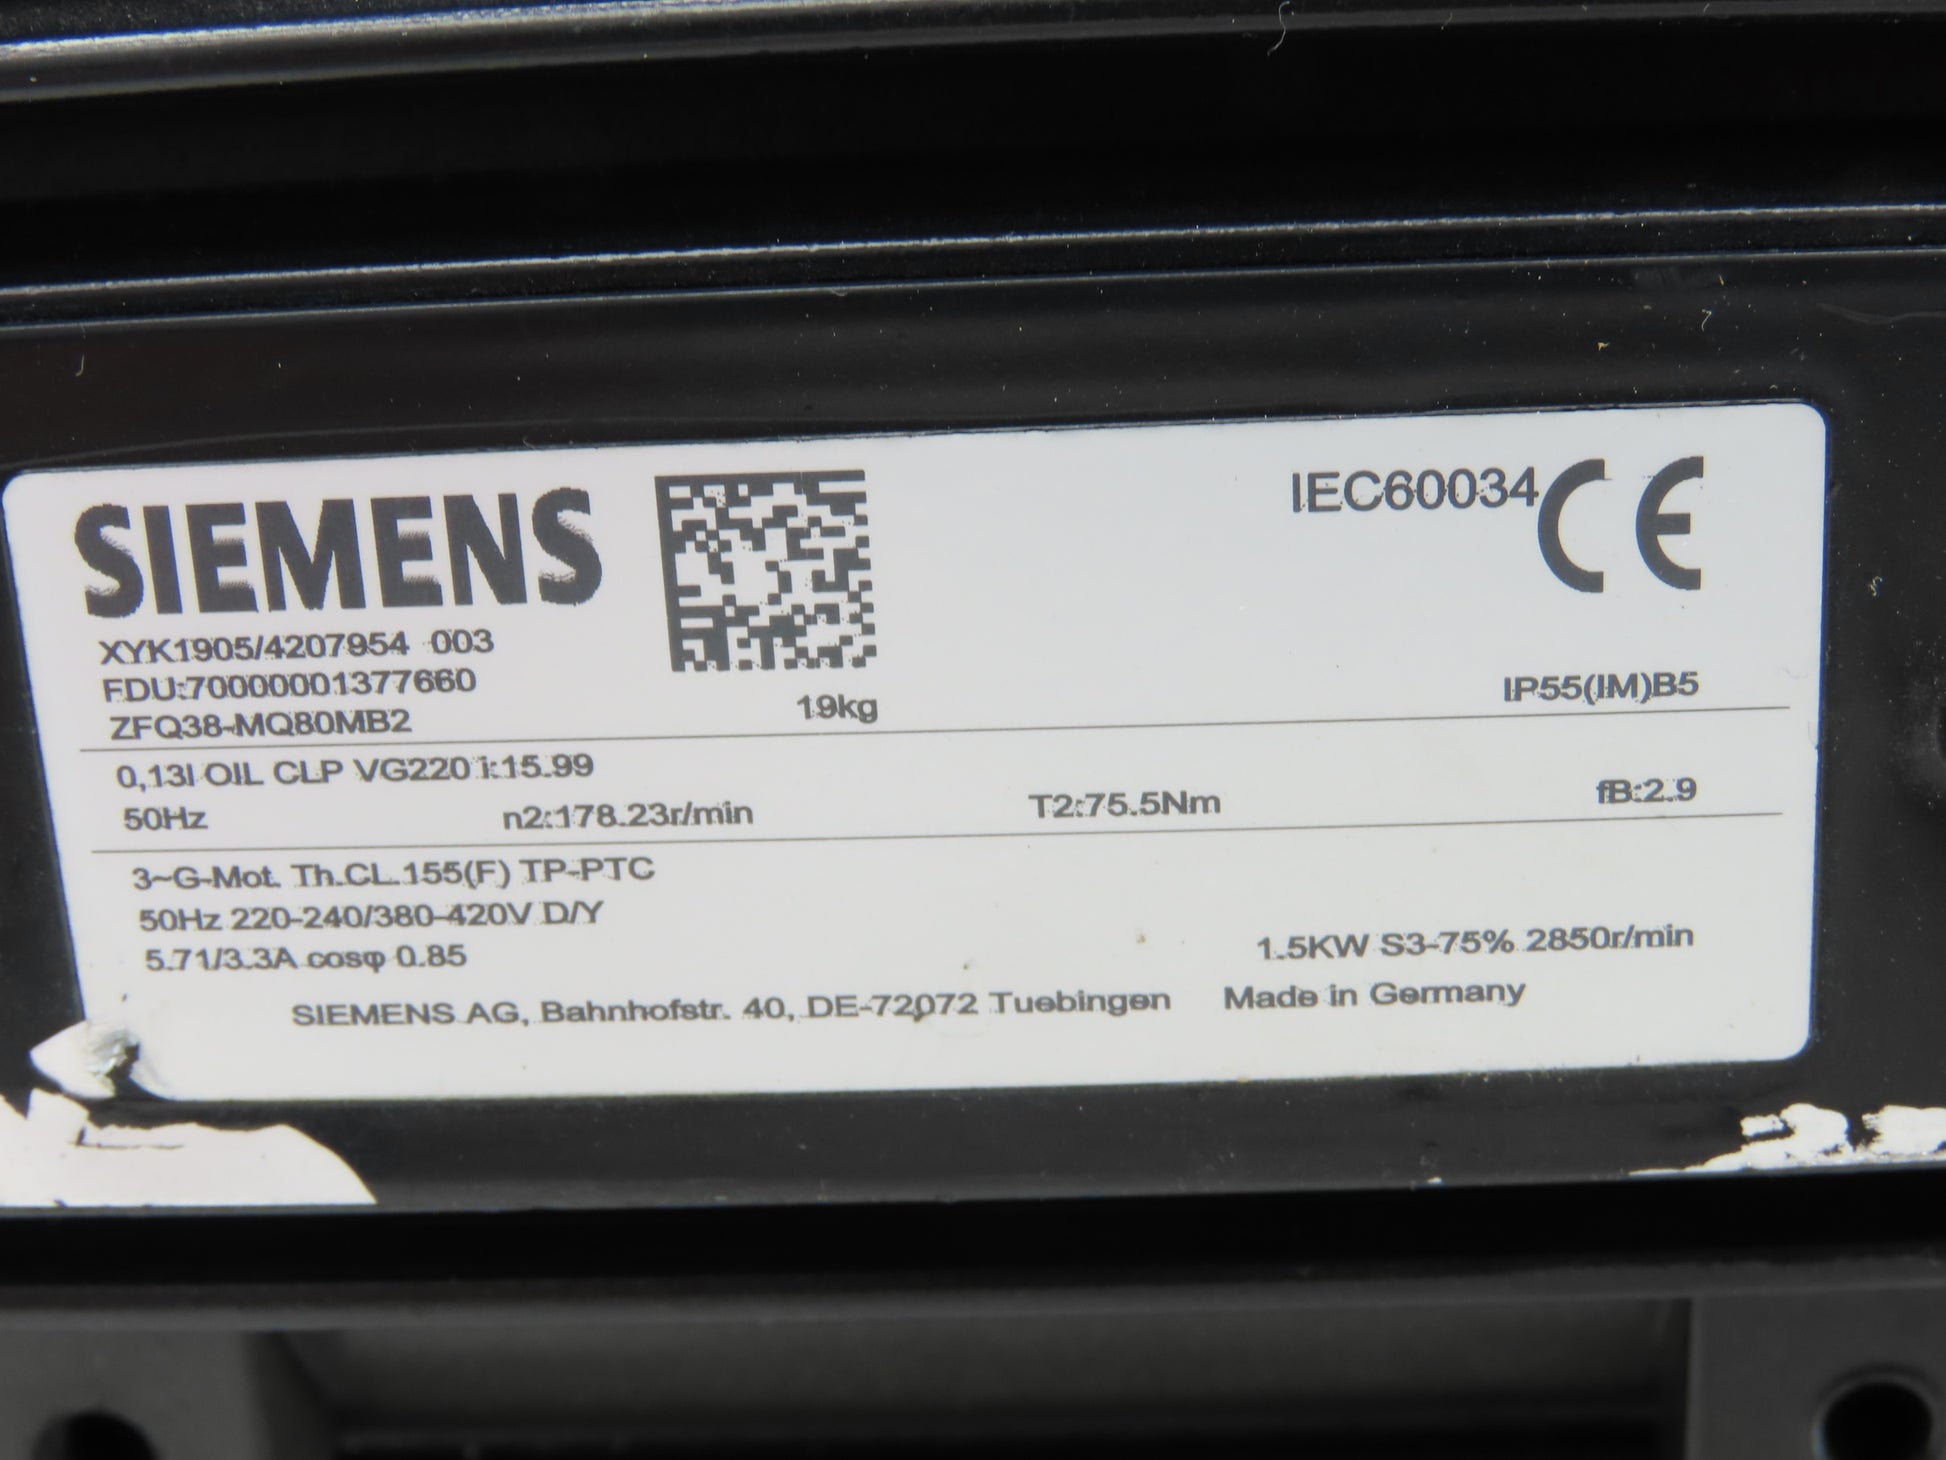 SIEMENS
IEC60034 CE
XYK1905/4207954 003
FDU:70000001377660
ZFQ38-MQ80MB2
19kg
IP55(IM)B5
0,13l OIL CLP VG220 i:15.99
50Hz n2:178.23r/min T2:75.5Nm fB:2.9
3~G-Mot. Th.CL.155(F) TP-PTC
50Hz 220-240/380-420V D/Y
5.71/3.3A cosφ 0.85
1.5KW S3-75% 2850r/min
SIEMENS AG, Bahnhofstr. 40, DE-72072 Tuebingen Made in Germany